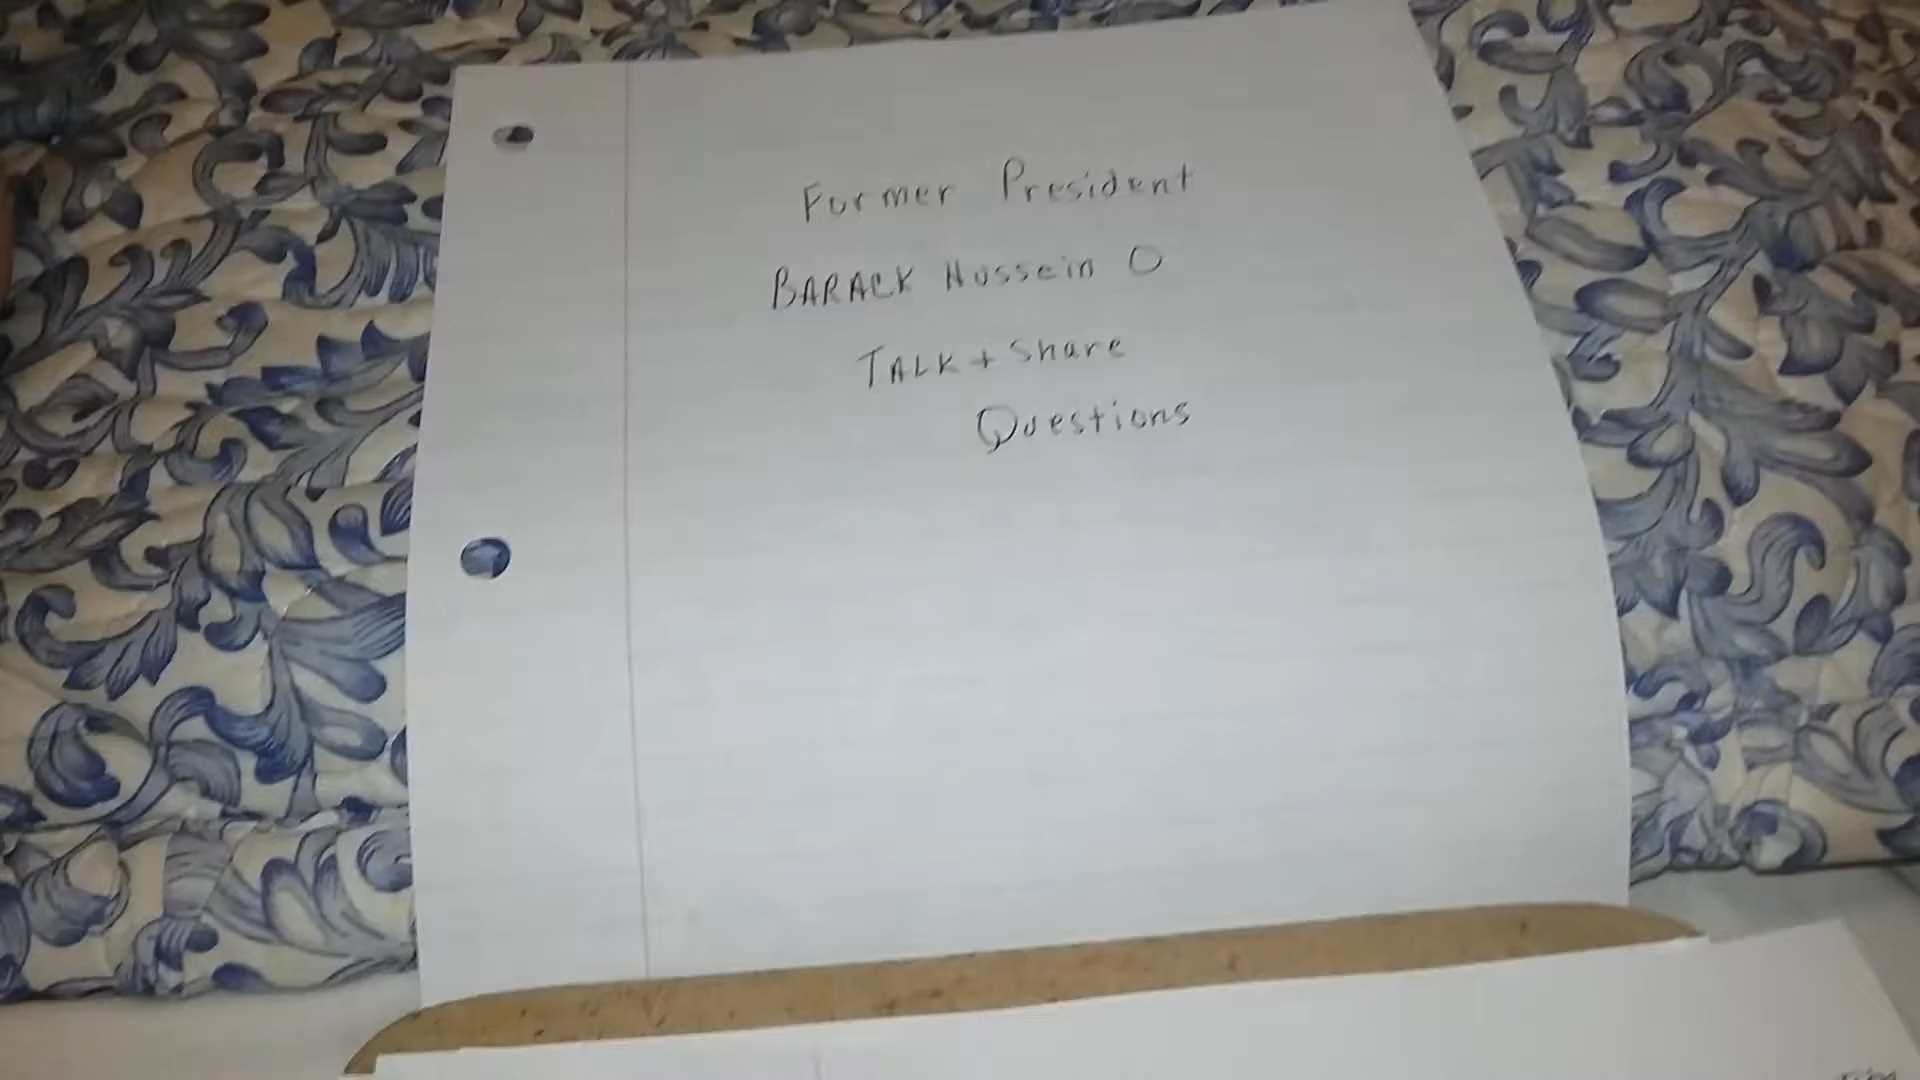 Former President
BARACK Hussein O
TALK + Share
Questions